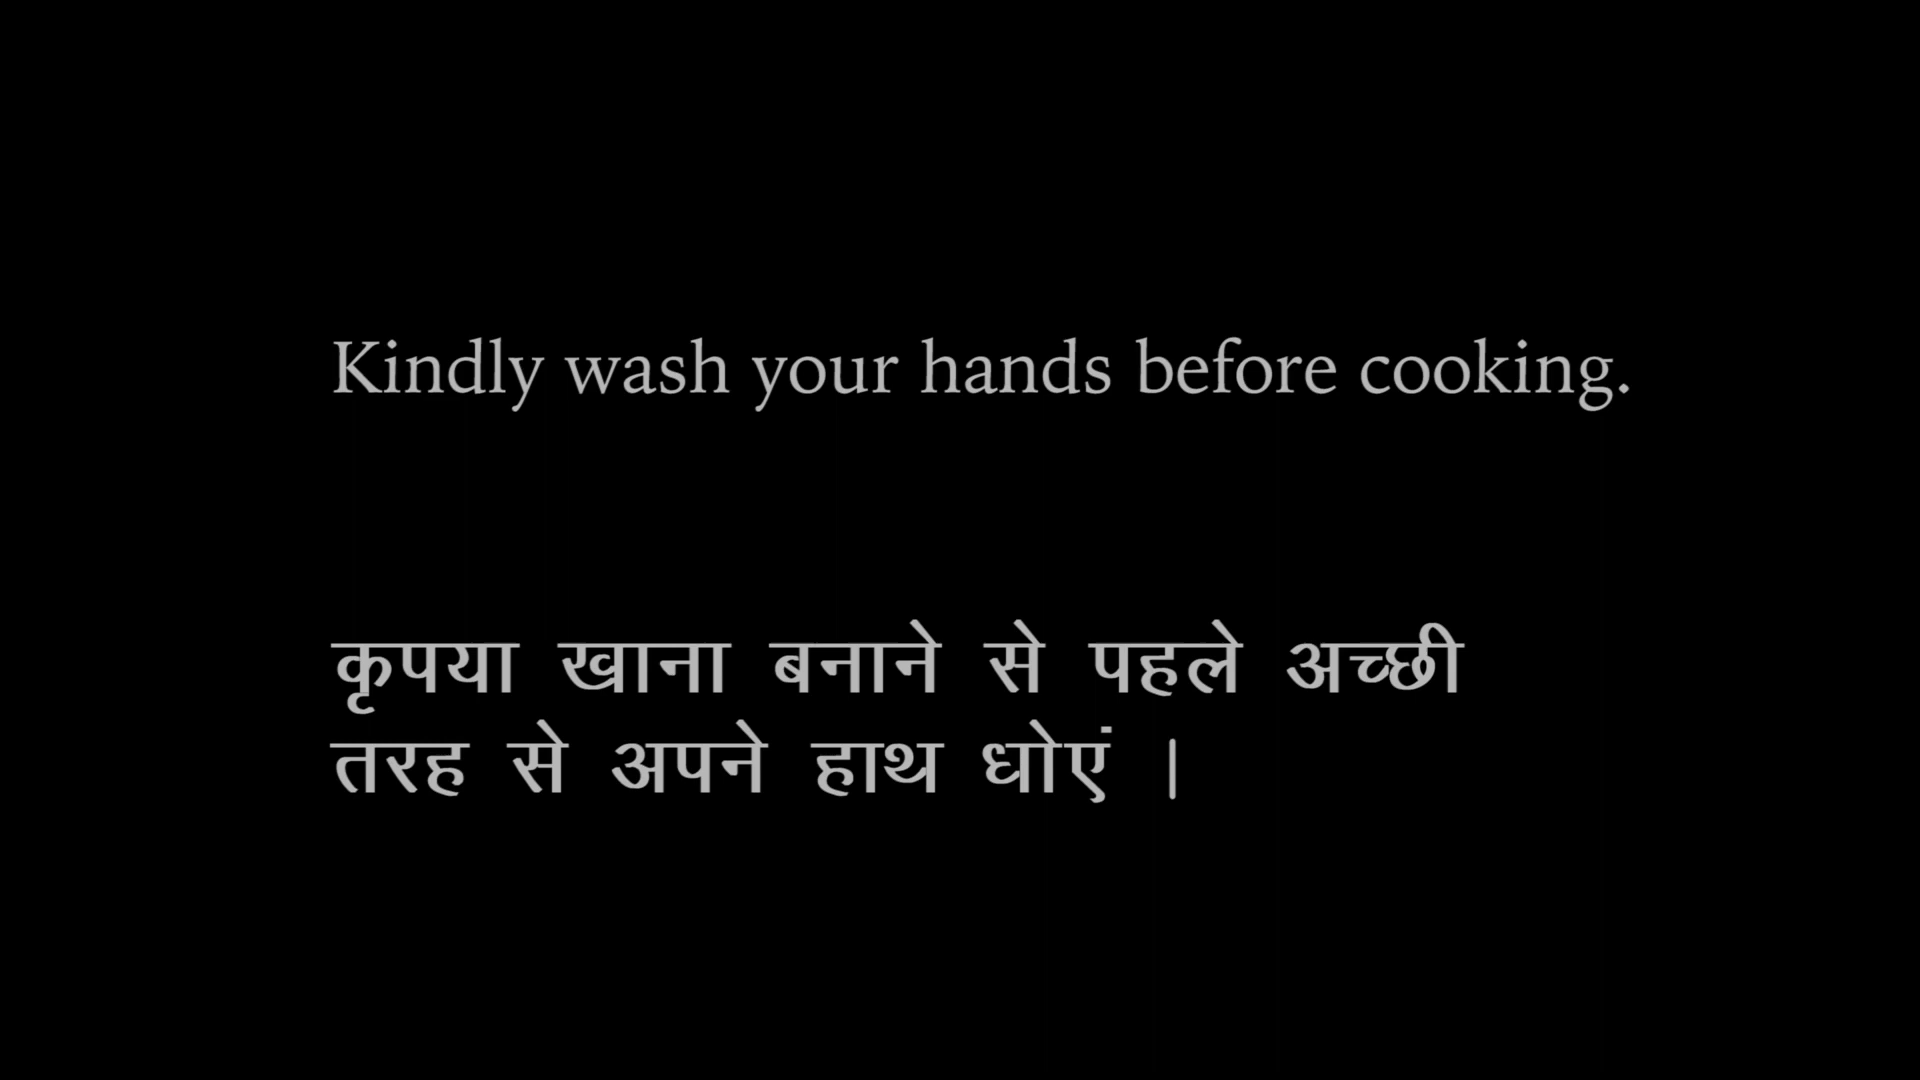 Kindly wash your hands before cooking.
कृपया खाना बनाने से पहले अच्छी
तरह से अपने हाथ धोएं |